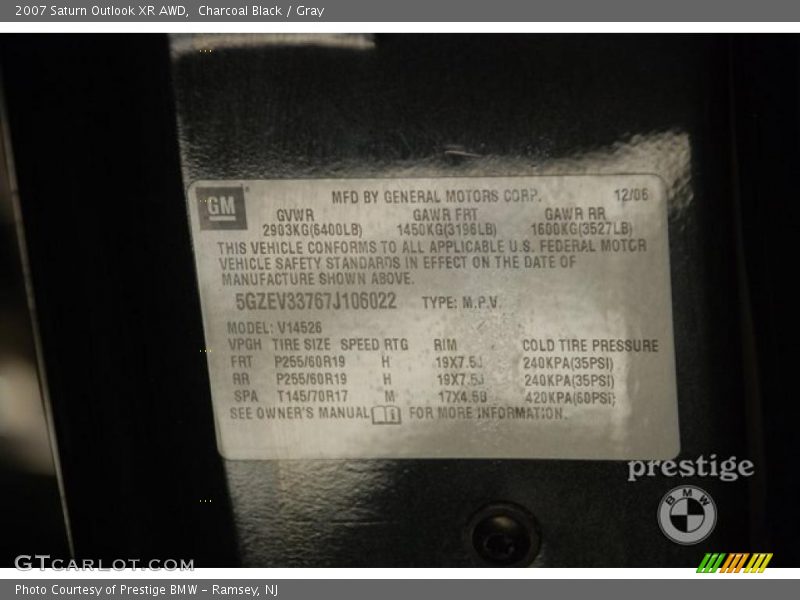 2007 Saturn Outlook XR AWD,  Charcoal Black / Gray
GM
MFD BY GENERAL MOTORS CORP.    12/06
GVWR    GAWR FRT    GAWR RR
2903KG(6400LB)    1450KG(3196LB)    1600KG(3527LB)
THIS VEHICLE CONFORMS TO ALL APPLICABLE U.S. FEDERAL MOTOR
VEHICLE SAFETY STANDARDS IN EFFECT ON THE DATE OF
MANUFACTURE SHOWN ABOVE.
5GZEV33767J106022    TYPE: M.P.V.
MODEL: V14526
VPGH  TIRE SIZE  SPEED RTG    RIM    COLD TIRE PRESSURE
FRT  P255/60R19  H  19X7.5J  240KPA(35PSI)
RR  P255/60R19  H  19X7.5J  240KPA(35PSI)
SPA  T145/70R17  M  17X4.5B  420KPA(60PSI)
SEE OWNER'S MANUAL  FOR MORE INFORMATION.
prestige
BMW
GTcarlot.com
Photo Courtesy of Prestige BMW - Ramsey, NJ